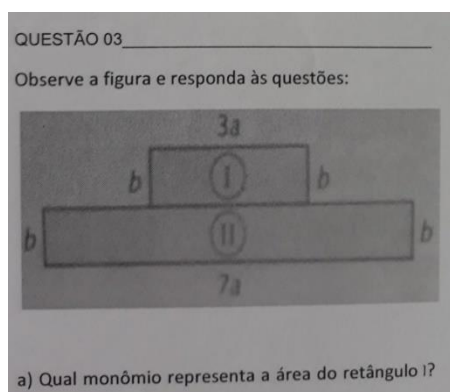 QUESTÃO 03
Observe a figura e responda às questões:
3a
b I b
b II b
7a
a) Qual monômio representa a área do retângulo I?